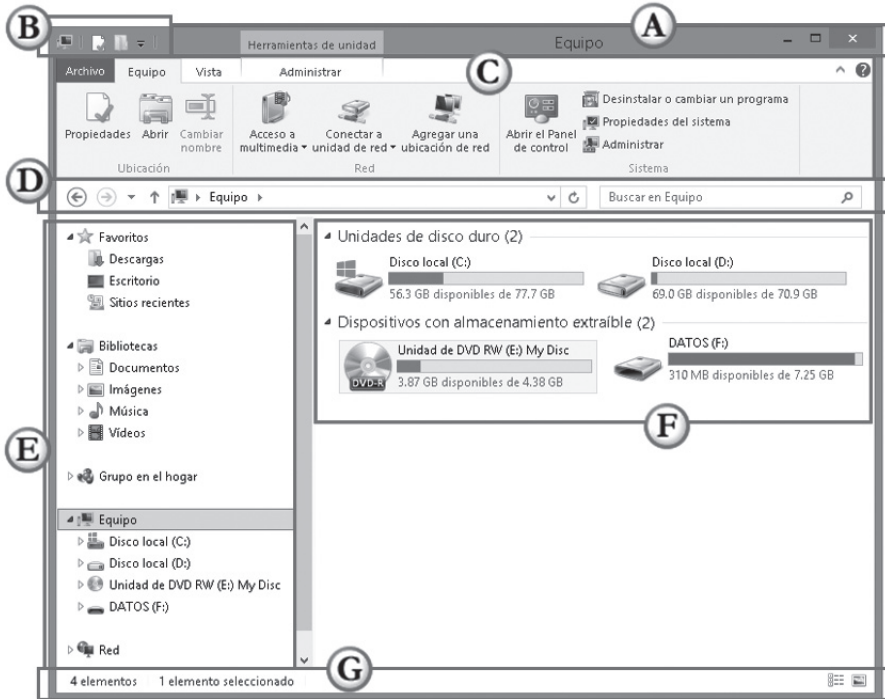 A
B
Herramientas de unidad
Equipo
Archivo
Equipo
Vista
Administrar
C
Propiedades
Abrir
Cambiar
nombre
Ubicación
Acceso a
multimedia
Conectar a
unidad de red
Agregar una
ubicación de red
Red
Abrir el Panel
de control
Desinstalar o cambiar un programa
Propiedades del sistema
Administrar
Sistema
D
Equipo
Buscar en Equipo
E
Favoritos
Descargas
Escritorio
Sitios recientes
Bibliotecas
Documentos
Imágenes
Música
Vídeos
Grupo en el hogar
Equipo
Disco local (C:)
Disco local (D:)
Unidad de DVD RW (E:) My Disc
DATOS (F:)
Red
Unidades de disco duro (2)
Disco local (C:)
56.3 GB disponibles de 77.7 GB
Disco local (D:)
69.0 GB disponibles de 70.9 GB
Dispositivos con almacenamiento extraíble (2)
DVD-R
Unidad de DVD RW (E:) My Disc
3.87 GB disponibles de 4.38 GB
DATOS (F:)
310 MB disponibles de 7.25 GB
F
G
4 elementos
1 elemento seleccionado